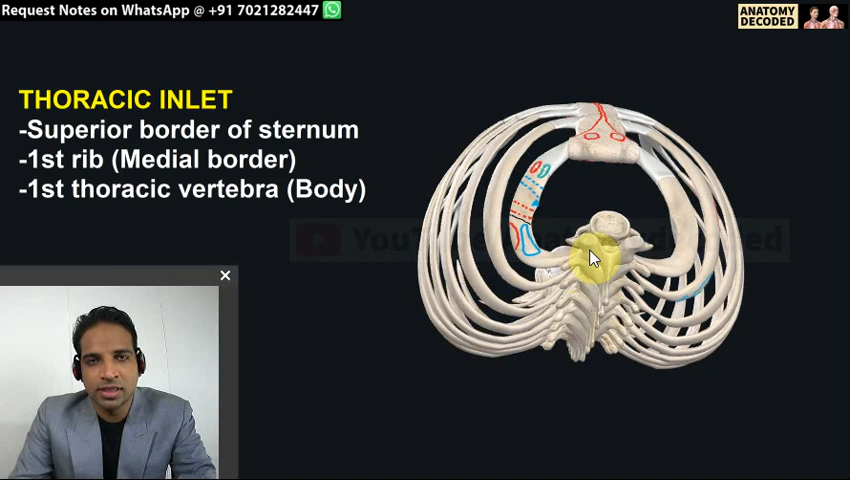 Request Notes on WhatsApp @ +91 7021282447
ANATOMY
DECODED
THORACIC INLET
-Superior border of sternum
-1st rib (Medial border)
-1st thoracic vertebra (Body)
YouTube